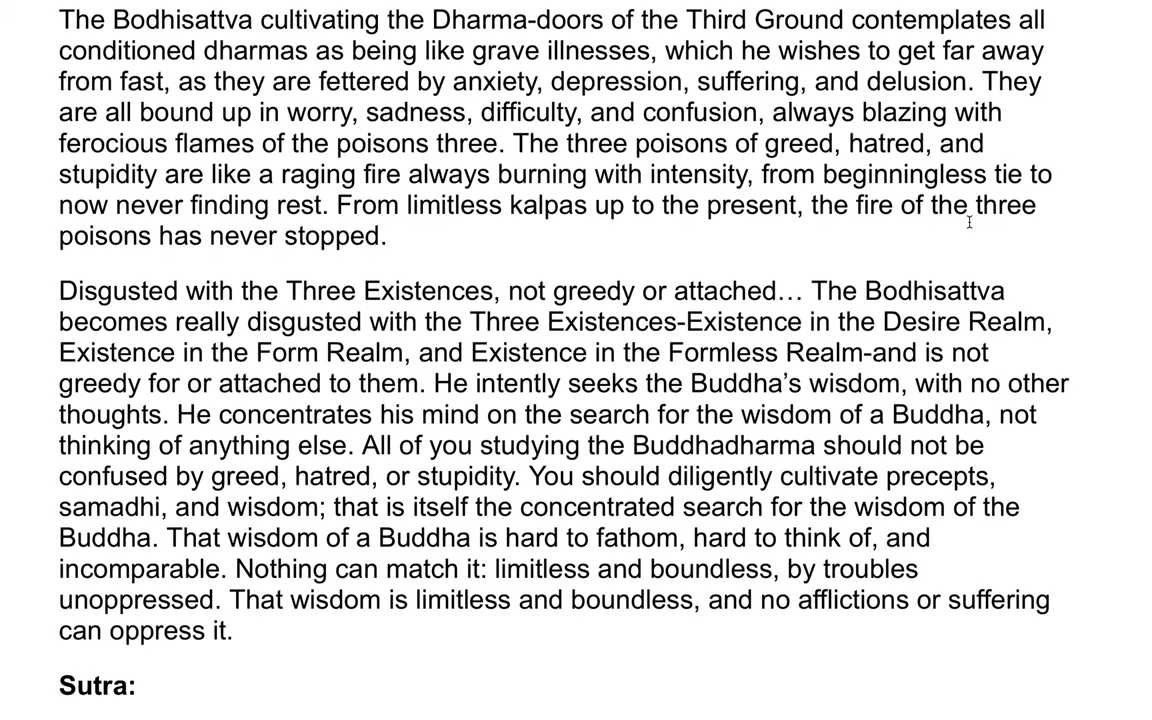 The Bodhisattva cultivating the Dharma-doors of the Third Ground contemplates all
conditioned dharmas as being like grave illnesses, which he wishes to get far away
from fast, as they are fettered by anxiety, depression, suffering, and delusion. They
are all bound up in worry, sadness, difficulty, and confusion, always blazing with
ferocious flames of the poisons three. The three poisons of greed, hatred, and
stupidity are like a raging fire always burning with intensity, from beginningless tie to
now never finding rest. From limitless kalpas up to the present, the fire of the three
poisons has never stopped.
Disgusted with the Three Existences, not greedy or attached… The Bodhisattva
becomes really disgusted with the Three Existences-Existence in the Desire Realm,
Existence in the Form Realm, and Existence in the Formless Realm-and is not
greedy for or attached to them. He intently seeks the Buddha’s wisdom, with no other
thoughts. He concentrates his mind on the search for the wisdom of a Buddha, not
thinking of anything else. All of you studying the Buddhadharma should not be
confused by greed, hatred, or stupidity. You should diligently cultivate precepts,
samadhi, and wisdom; that is itself the concentrated search for the wisdom of the
Buddha. That wisdom of a Buddha is hard to fathom, hard to think of, and
incomparable. Nothing can match it: limitless and boundless, by troubles
unoppressed. That wisdom is limitless and boundless, and no afflictions or suffering
can oppress it.
Sutra: